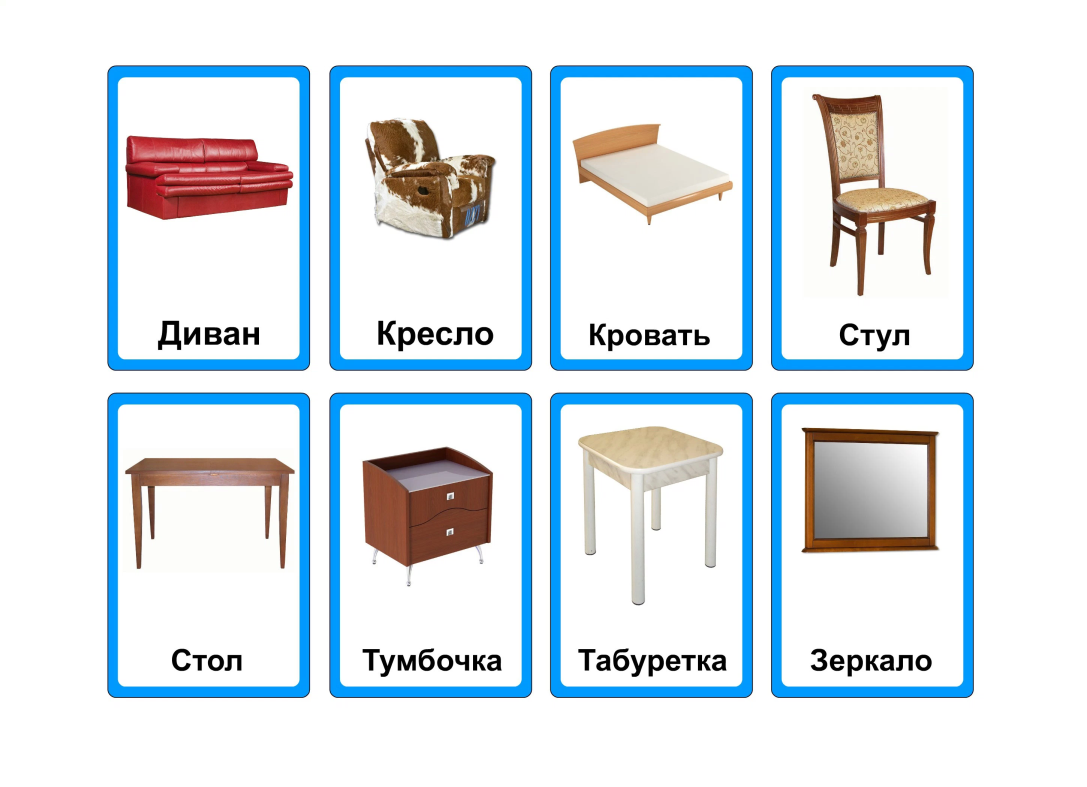 Диван
Кресло
Кровать
Стул
Стол
Тумбочка
Табуретка
Зеркало